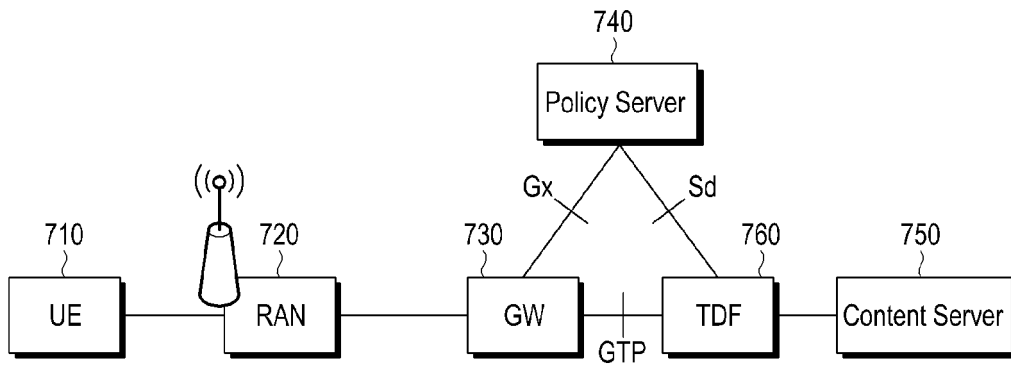 740
Policy Server
Gx
Sd
710
720
730
760
750
UE
RAN
GW
GTP
TDF
Content Server